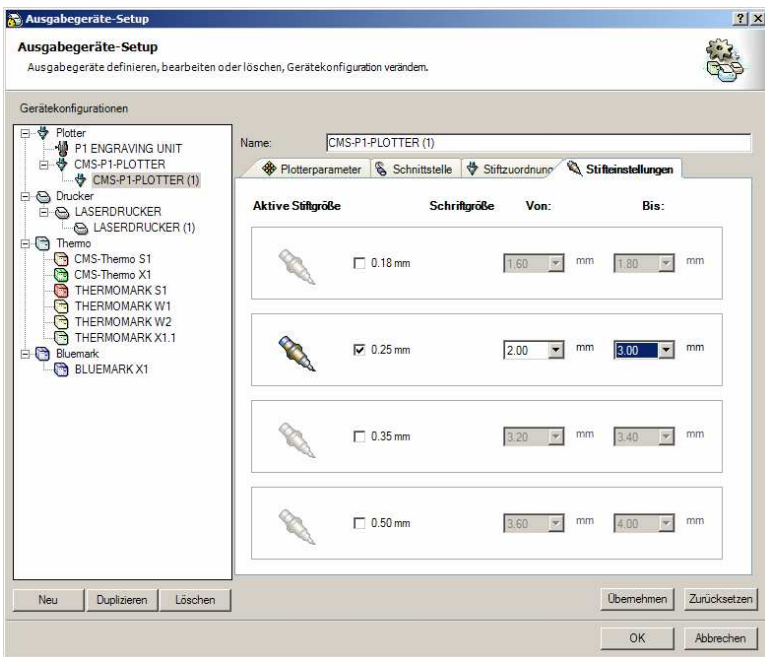 Ausgabegeräte-Setup
Ausgabegeräte-Setup
Ausgabegeräte definieren, bearbeiten oder löschen, Gerätekonfiguration verändern.
Gerätekonfigurationen
Plotter
P1 ENGRAVING UNIT
CMS-P1-PLOTTER
CMS-P1-PLOTTER (1)
Drucker
LASERDRUCKER
LASERDRUCKER (1)
Thermo
CMS-Thermo S1
CMS-Thermo X1
THERMOMARK S1
THERMOMARK W1
THERMOMARK W2
THERMOMARK X1.1
Bluemark
BLUEMARK X1
Name: CMS-P1-PLOTTER (1)
Plotterparameter Schnittstelle Stiftzuordnung Stifteinstellungen
Aktive Stiftgröße Schriftgröße Von: Bis:
0.18 mm 1.60 mm 1.80 mm
0.25 mm 2.00 mm 3.00 mm
0.35 mm 3.20 mm 3.40 mm
0.50 mm 3.60 mm 4.00 mm
Neu Duplizieren Löschen Übernehmen Zurücksetzen
OK Abbrechen